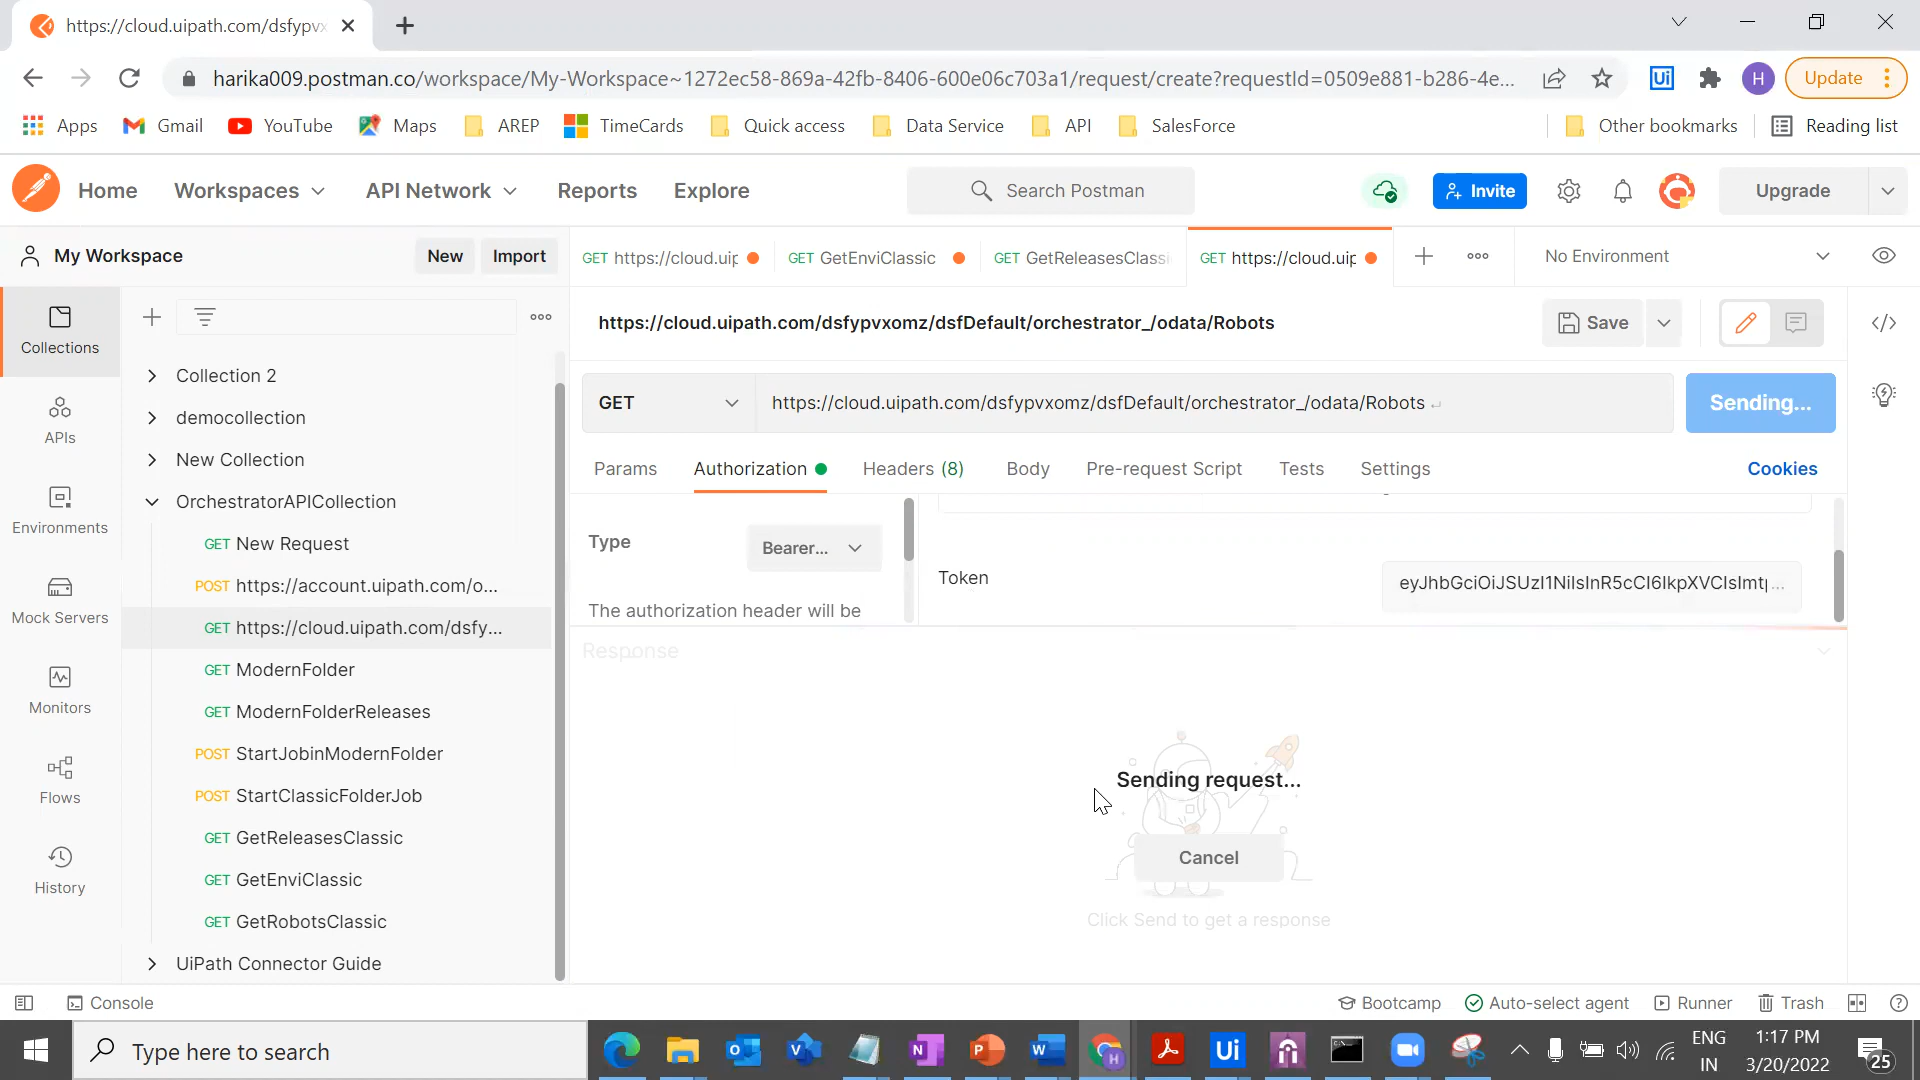 https://cloud.uipath.com/dsfypvx
harika009.postman.co/workspace/My-Workspace~1272ec58-869a-42fb-8406-600e06c703a1/request/create?requestId=0509e881-b286-4e...
Ui
H
Update
Apps
Gmail
YouTube
Maps
AREP
TimeCards
Quick access
Data Service
API
SalesForce
Other bookmarks
Reading list
Home
Workspaces
API Network
Reports
Explore
Search Postman
Invite
Upgrade
My Workspace
New
Import
GET https://cloud.uip
GET GetEnviClassic
GET GetReleasesClassi
GET https://cloud.uip
No Environment
Collections
APIs
Environments
Mock Servers
Monitors
Flows
History
Collection 2
democollection
New Collection
OrchestratorAPICollection
GET New Request
POST https://account.uipath.com/o...
GET https://cloud.uipath.com/dsfy...
GET ModernFolder
GET ModernFolderReleases
POST StartJobinModernFolder
POST StartClassicFolderJob
GET GetReleasesClassic
GET GetEnviClassic
GET GetRobotsClassic
UiPath Connector Guide
https://cloud.uipath.com/dsfypvxomz/dsfDefault/orchestrator_/odata/Robots
Save
GET
https://cloud.uipath.com/dsfypvxomz/dsfDefault/orchestrator_/odata/Robots
Sending...
Params
Authorization
Headers (8)
Body
Pre-request Script
Tests
Settings
Cookies
Type
Bearer...
The authorization header will be
Token
Response
Sending request...
Cancel
Click Send to get a response
Console
Bootcamp
Auto-select agent
Runner
Trash
Type here to search
Ui
ENG
IN
1:17 PM
3/20/2022
25